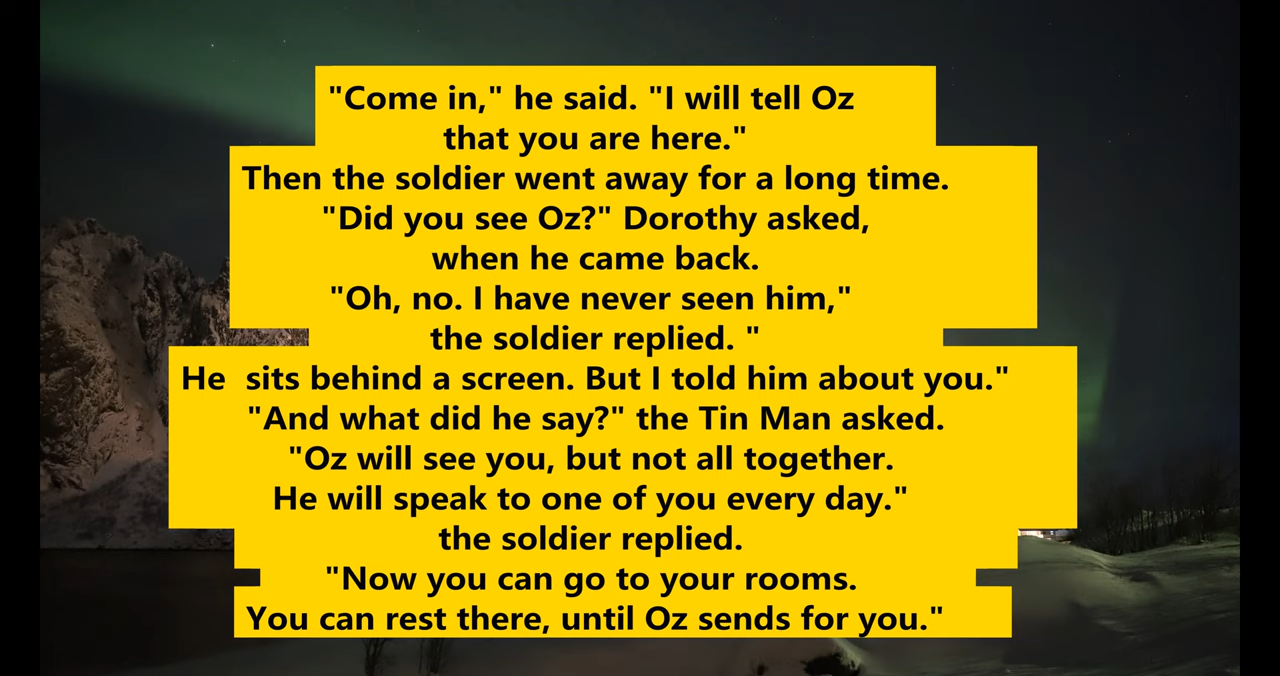 "Come in," he said. "I will tell Oz
that you are here."
Then the soldier went away for a long time.
"Did you see Oz?" Dorothy asked,
when he came back.
"Oh, no. I have never seen him,"
the soldier replied. "
He  sits behind a screen. But I told him about you."
"And what did he say?" the Tin Man asked.
"Oz will see you, but not all together.
He will speak to one of you every day."
the soldier replied.
"Now you can go to your rooms.
You can rest there, until Oz sends for you."